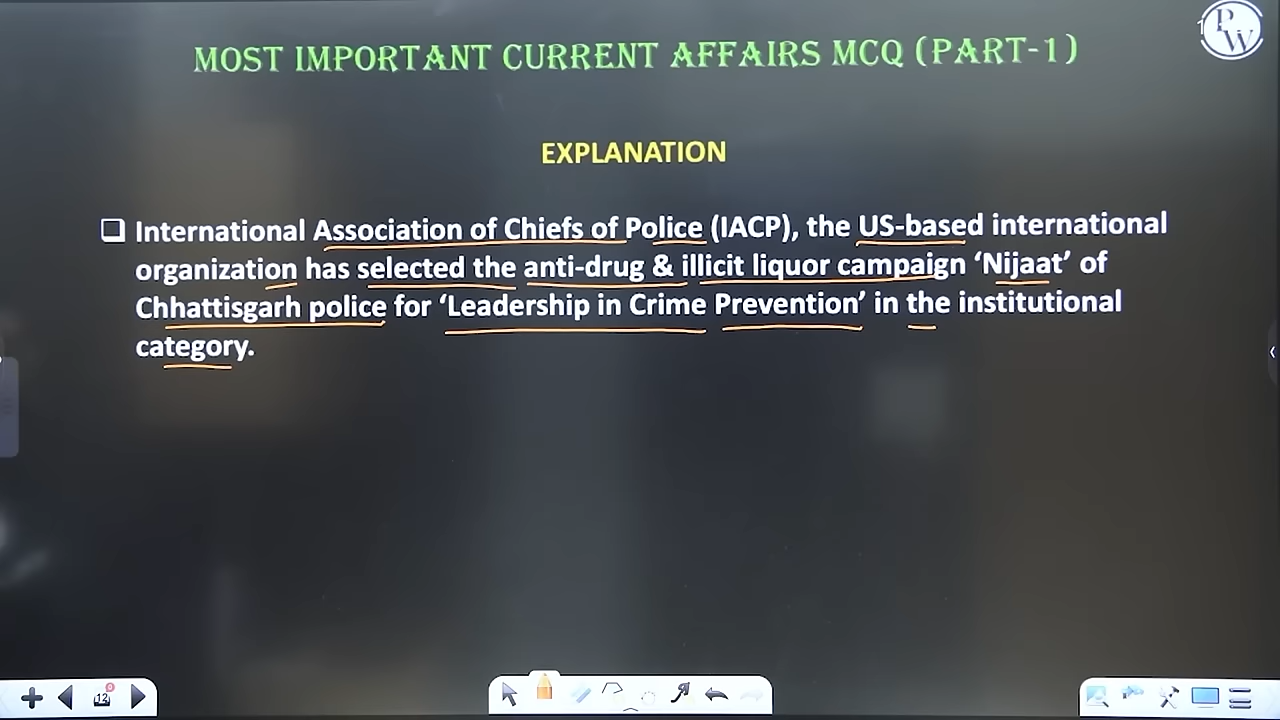 MOST IMPORTANT CURRENT AFFAIRS MCQ (PART-1)
PW
EXPLANATION
International Association of Chiefs of Police (IACP), the US-based international
organization has selected the anti-drug & illicit liquor campaign ‘Nijaat’ of
Chhattisgarh police for ‘Leadership in Crime Prevention’ in the institutional
category.
12